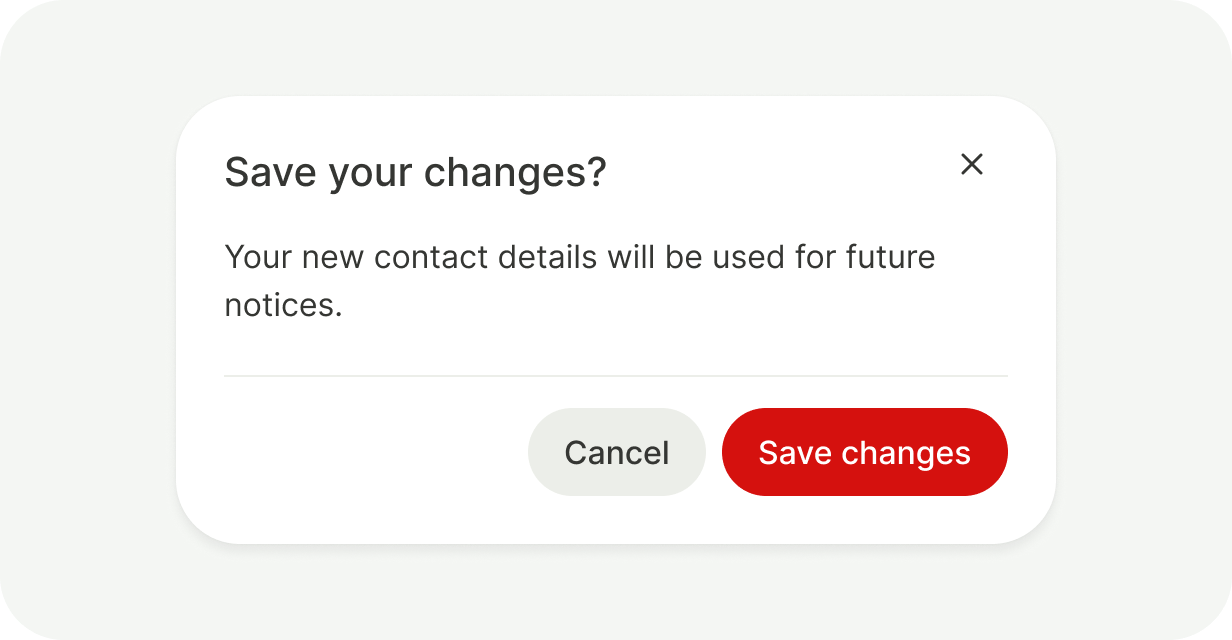 Save your changes?
Your new contact details will be used for future
notices.
Cancel
Save changes